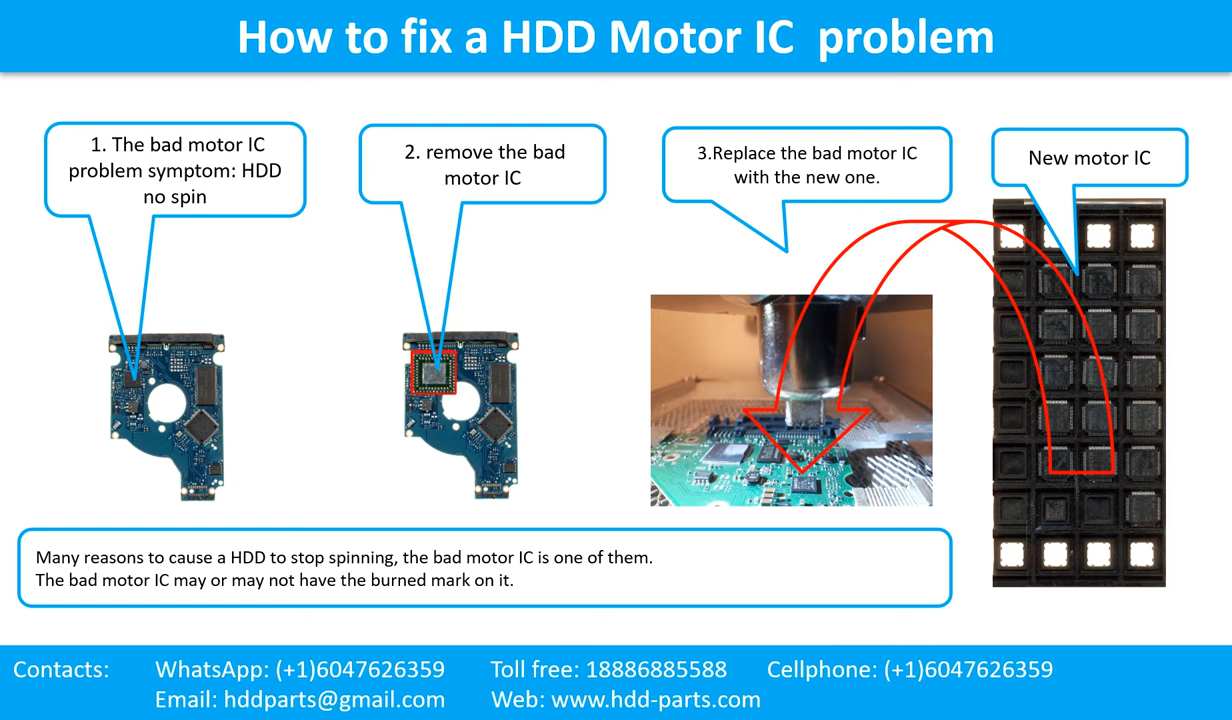 How to fix a HDD Motor IC  problem
1. The bad motor IC
problem symptom: HDD
no spin
2. remove the bad
motor IC
3.Replace the bad motor IC
with the new one.
New motor IC
Many reasons to cause a HDD to stop spinning, the bad motor IC is one of them.
The bad motor IC may or may not have the burned mark on it.
Contacts: WhatsApp: (+1)6047626359 Toll free: 18886885588 Cellphone: (+1)6047626359
Email: hddparts@gmail.com Web: www.hdd-parts.com